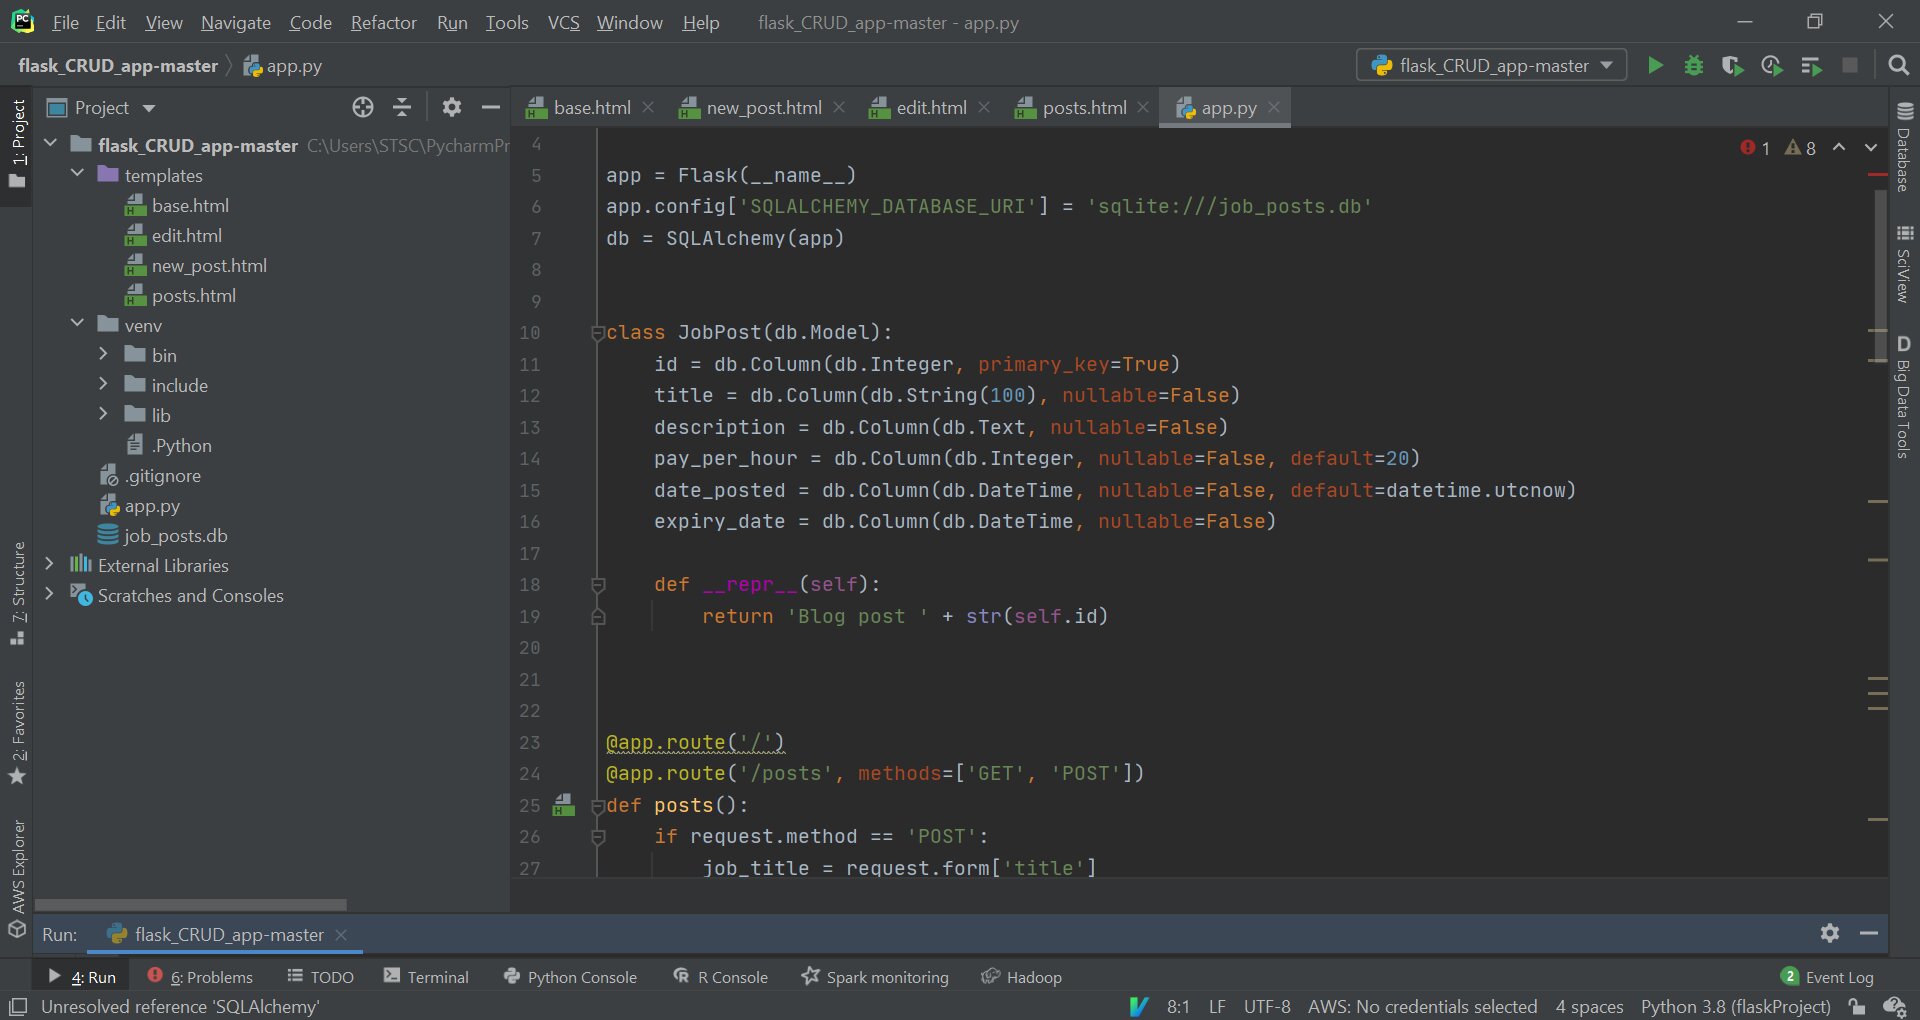 File Edit View Navigate Code Refactor Run Tools VCS Window Help flask_CRUD_app-master - app.py
flask_CRUD_app-master app.py
flask_CRUD_app-master
1: Project
7: Structure
2: Favorites
AWS Explorer
Project
flask_CRUD_app-master C:\Users\STSC\PycharmPr
templates
base.html
edit.html
new_post.html
posts.html
venv
bin
include
lib
.Python
.gitignore
app.py
job_posts.db
External Libraries
Scratches and Consoles
base.html new_post.html edit.html posts.html app.py
1 8
4
5 app = Flask(__name__)
6 app.config['SQLALCHEMY_DATABASE_URI'] = 'sqlite:///job_posts.db'
7 db = SQLAlchemy(app)
8
9
10 class JobPost(db.Model):
11 id = db.Column(db.Integer, primary_key=True)
12 title = db.Column(db.String(100), nullable=False)
13 description = db.Column(db.Text, nullable=False)
14 pay_per_hour = db.Column(db.Integer, nullable=False, default=20)
15 date_posted = db.Column(db.DateTime, nullable=False, default=datetime.utcnow)
16 expiry_date = db.Column(db.DateTime, nullable=False)
17
18 def __repr__(self):
19 return 'Blog post ' + str(self.id)
20
21
22
23 @app.route('/')
24 @app.route('/posts', methods=['GET', 'POST'])
25 def posts():
26 if request.method == 'POST':
27 job_title = request.form['title']
Database
SciView
D Big Data Tools
Run: flask_CRUD_app-master
4: Run 6: Problems TODO Terminal Python Console R Console Spark monitoring Hadoop 2 Event Log
Unresolved reference 'SQLAlchemy' 8:1 LF UTF-8 AWS: No credentials selected 4 spaces Python 3.8 (flaskProject)